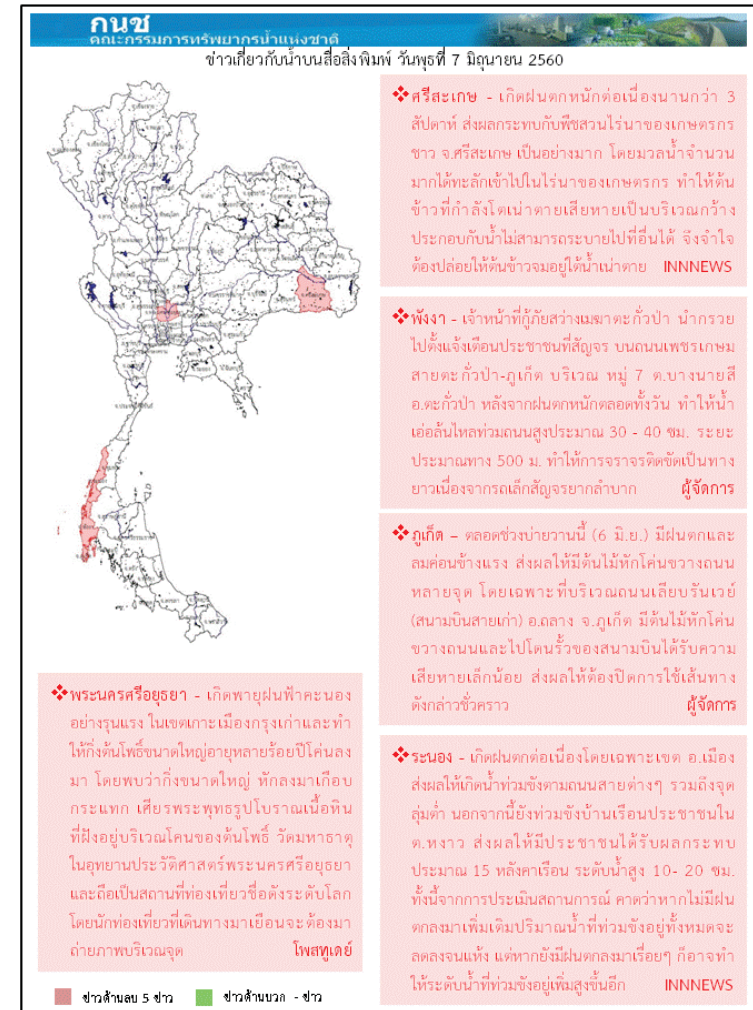 กนช
คณะกรรมการทรัพยากรน้ำแห่งชาติ
ข่าวเกี่ยวกับน้ำบนสื่อสิ่งพิมพ์ วันพุธที่ 7 มิถุนายน 2560
❖ศรีสะเกษ - เกิดฝนตกหนักต่อเนื่องนานกว่า 3
สัปดาห์ ส่งผลกระทบกับพืชสวนไร่นาของเกษตรกร
ชาว จ.ศรีสะเกษ เป็นอย่างมาก โดยมวลน้ำจำนวน
มากได้ทะลักเข้าไปในไร่นาของเกษตรกร ทำให้ต้น
ข้าวที่กำลังโตเน่าตายเสียหายเป็นบริเวณกว้าง
ประกอบกับน้ำไม่สามารถระบายไปที่อื่นได้ จึงจำใจ
ต้องปล่อยให้ต้นข้าวจมอยู่ใต้น้ำเน่าตาย INNNEWS
❖พังงา - เจ้าหน้าที่กู้ภัยสว่างเมฆาตะกั่วป่า นำกรวย
ไปตั้งแจ้งเตือนประชาชนที่สัญจร บนถนนเพชรเกษม
สายตะกั่วป่า-ภูเก็ต บริเวณ หมู่ 7 ต.บางนายสี
อ.ตะกั่วป่า หลังจากฝนตกหนักตลอดทั้งวัน ทำให้น้ำ
เอ่อล้นไหลท่วมถนนสูงประมาณ 30 - 40 ซม. ระยะ
ประมาณทาง 500 ม. ทำให้การจราจรติดขัดเป็นทาง
ยาวเนื่องจากรถเล็กสัญจรยากลำบาก ผู้จัดการ
❖ภูเก็ต – ตลอดช่วงบ่ายวานนี้ (6 มิ.ย.) มีฝนตกและ
ลมค่อนข้างแรง ส่งผลให้มีต้นไม้หักโค่นขวางถนน
หลายจุด โดยเฉพาะที่บริเวณถนนเลียบรันเวย์
(สนามบินสายเก่า) อ.ถลาง จ.ภูเก็ต มีต้นไม้หักโค่น
ขวางถนนและไปโดนรั้วของสนามบินได้รับความ
เสียหายเล็กน้อย ส่งผลให้ต้องปิดการใช้เส้นทาง
ดังกล่าวชั่วคราว ผู้จัดการ
❖พระนครศรีอยุธยา - เกิดพายุฝนฟ้าคะนอง
อย่างรุนแรง ในเขตเกาะเมืองกรุงเก่าและทำ
ให้กิ่งต้นโพธิ์ขนาดใหญ่อายุหลายร้อยปีโค่นลง
มา โดยพบว่ากิ่งขนาดใหญ่ หักลงมาเกือบ
กระแทก เศียรพระพุทธรูปโบราณเนื้อหิน
ที่ฝังอยู่บริเวณโคนของต้นโพธิ์ วัดมหาธาตุ
ในอุทยานประวัติศาสตร์พระนครศรีอยุธยา
และถือเป็นสถานที่ท่องเที่ยวชื่อดังระดับโลก
โดยนักท่องเที่ยวที่เดินทางมาเยือนจะต้องมา
ถ่ายภาพบริเวณจุด โพสทูเดย์
❖ระนอง - เกิดฝนตกต่อเนื่องโดยเฉพาะเขต อ.เมือง
ส่งผลให้เกิดน้ำท่วมขังตามถนนสายต่างๆ รวมถึงจุด
ลุ่มต่ำ นอกจากนี้ยังท่วมขังบ้านเรือนประชาชนใน
ต.หงาว ส่งผลให้มีประชาชนได้รับผลกระทบ
ประมาณ 15 หลังคาเรือน ระดับน้ำสูง 10- 20 ซม.
ทั้งนี้จากการประเมินสถานการณ์ คาดว่าหากไม่มีฝน
ตกลงมาเพิ่มเติมปริมาณน้ำที่ท่วมขังอยู่ทั้งหมดจะ
ลดลงจนแห้ง แต่หากยังมีฝนตกลงมาเรื่อยๆ ก็อาจทำ
ให้ระดับน้ำที่ท่วมขังอยู่เพิ่มสูงขึ้นอีก INNNEWS
ข่าวด้านลบ 5 ข่าว ข่าวด้านบวก - ข่าว